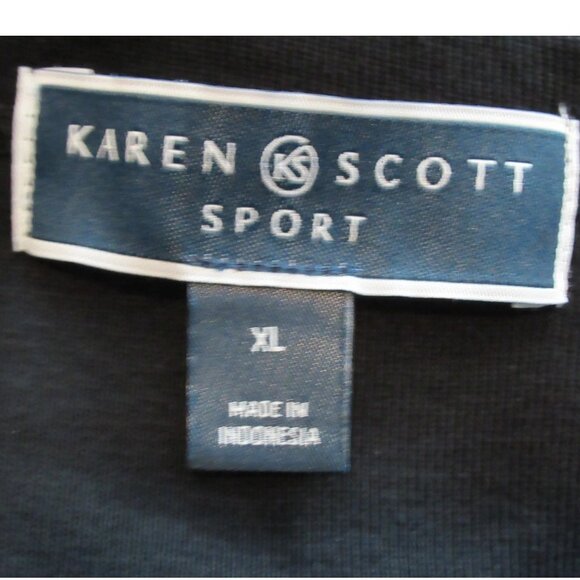 KAREN KS SCOTT
SPORT
XL
MADE IN
INDONESIA